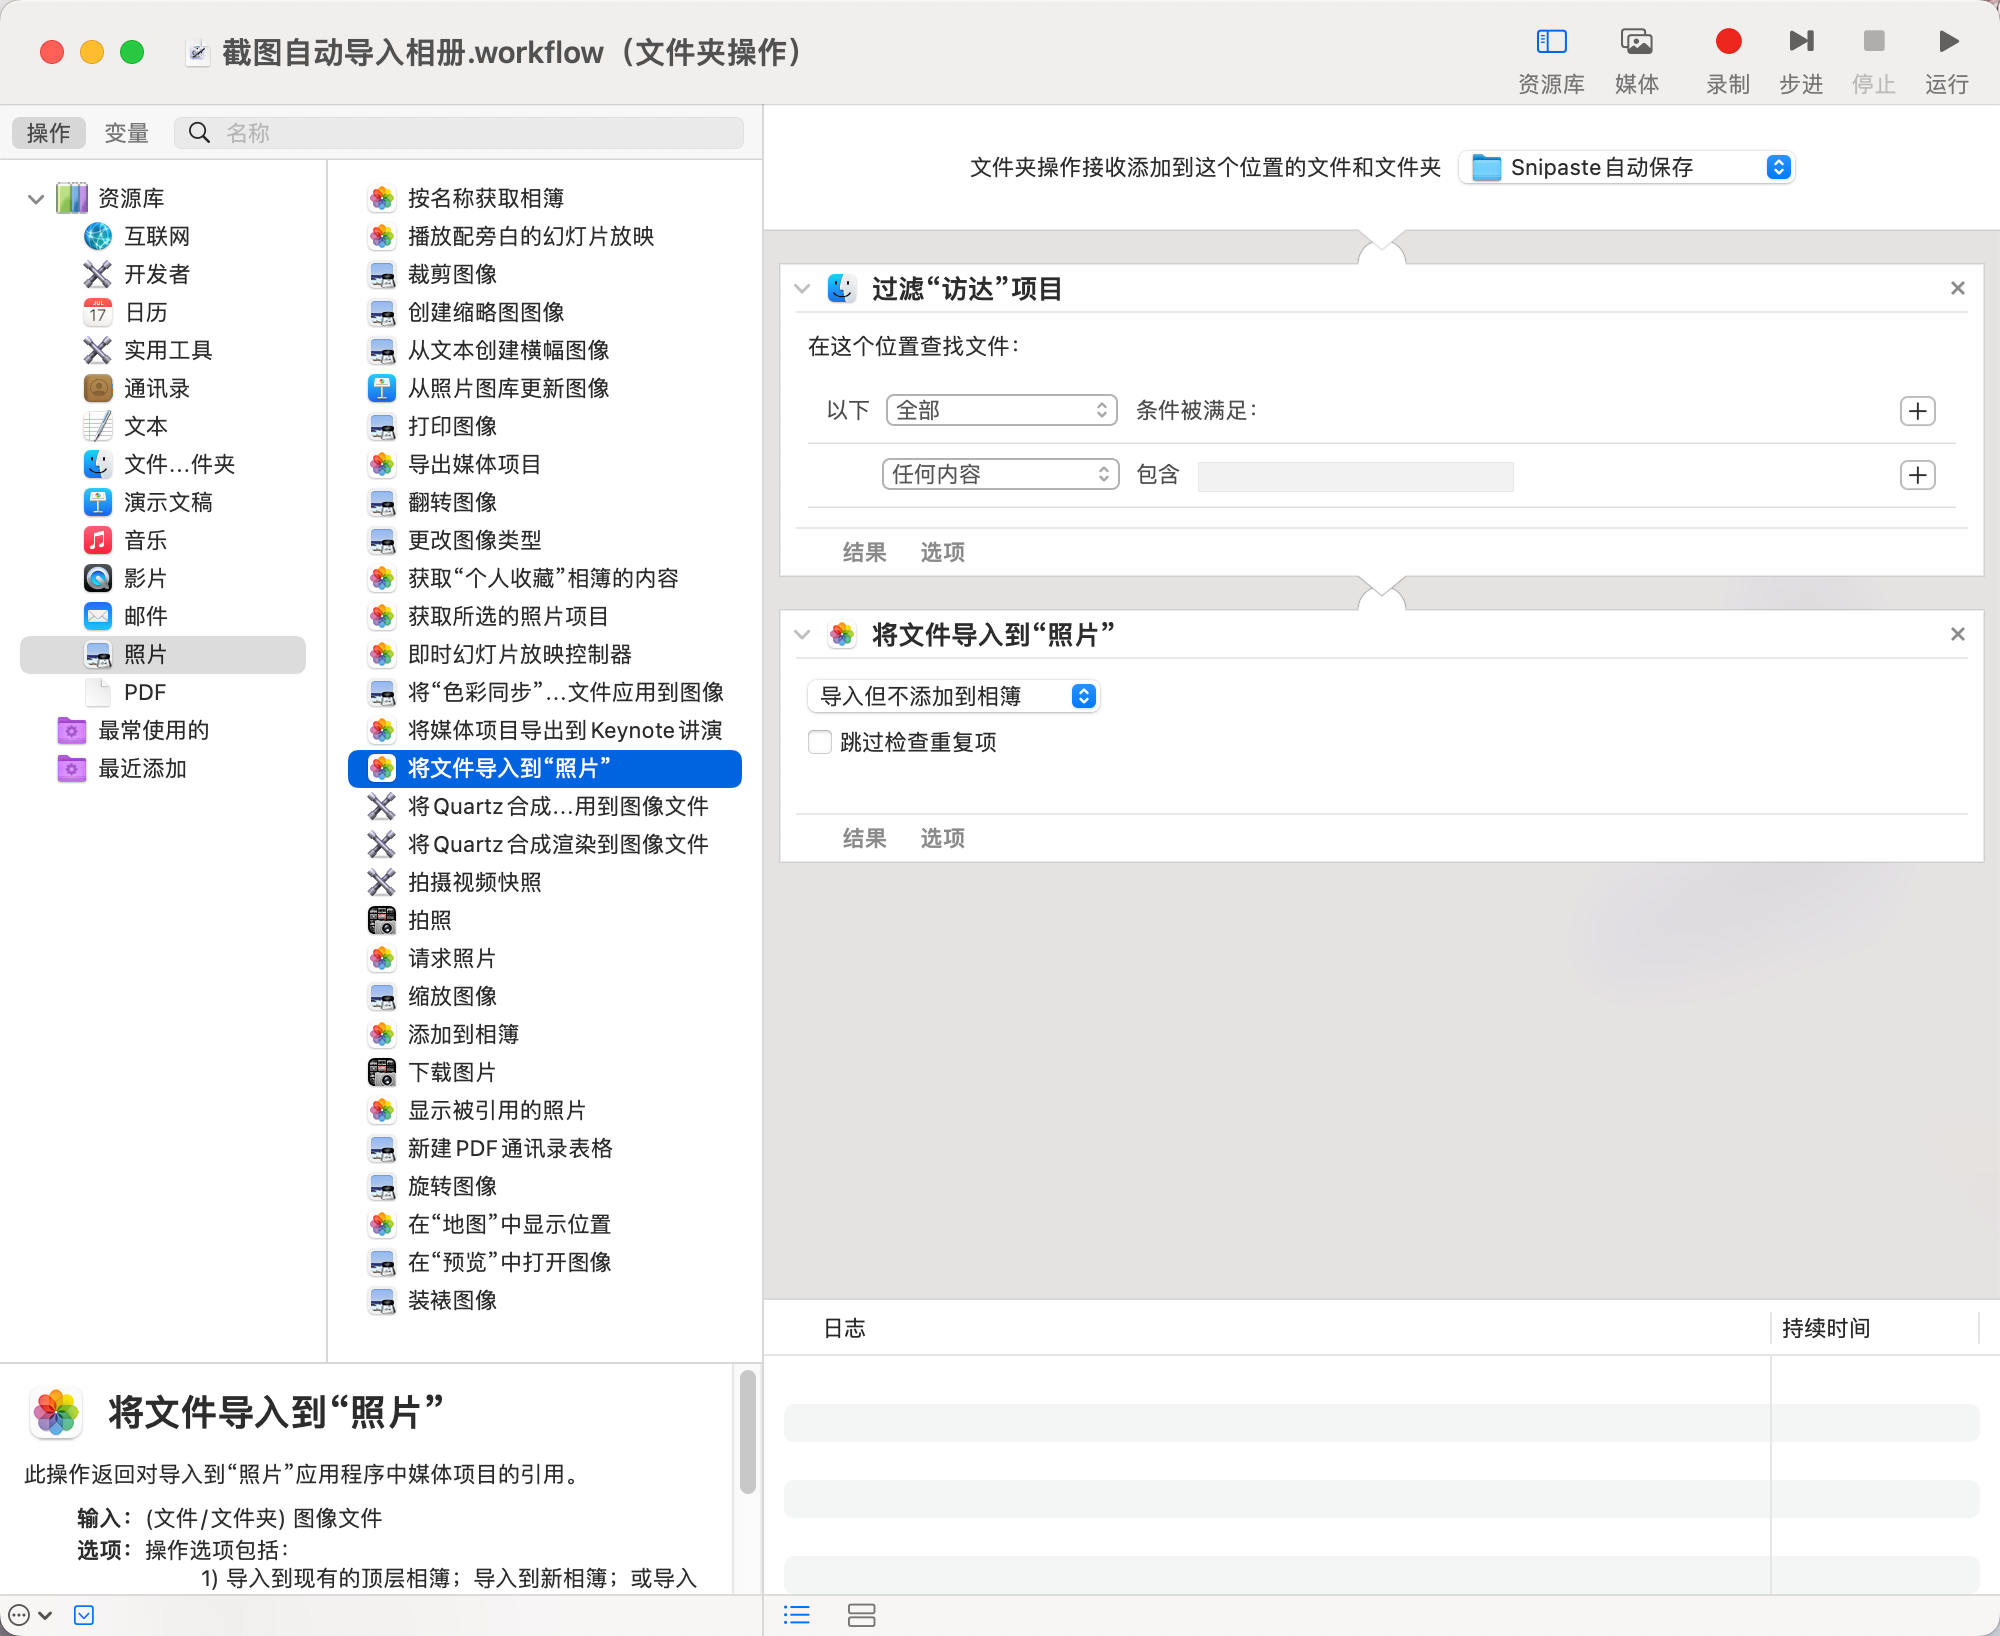 截图自动导入相册.workflow（文件夹操作）
资源库
媒体
录制
步进
停止
运行
操作
变量
名称
资源库
互联网
开发者
JUL
17
日历
实用工具
通讯录
文本
文件...件夹
演示文稿
音乐
影片
邮件
照片
PDF
最常使用的
最近添加
按名称获取相簿
播放配旁白的幻灯片放映
裁剪图像
创建缩略图图像
从文本创建横幅图像
从照片图库更新图像
打印图像
导出媒体项目
翻转图像
更改图像类型
获取“个人收藏”相簿的内容
获取所选的照片项目
即时幻灯片放映控制器
将“色彩同步”...文件应用到图像
将媒体项目导出到Keynote讲演
将文件导入到“照片”
将Quartz合成...用到图像文件
将Quartz合成渲染到图像文件
拍摄视频快照
拍照
请求照片
缩放图像
添加到相簿
下载图片
显示被引用的照片
新建PDF通讯录表格
旋转图像
在“地图”中显示位置
在“预览”中打开图像
装裱图像
将文件导入到“照片”
此操作返回对导入到“照片”应用程序中媒体项目的引用。
输入：(文件/文件夹) 图像文件
选项：操作选项包括：
1) 导入到现有的顶层相簿；导入到新相簿；或导入
文件夹操作接收添加到这个位置的文件和文件夹 Snipaste自动保存
过滤“访达”项目
在这个位置查找文件：
以下 全部 条件被满足：
任何内容 包含
结果 选项
将文件导入到“照片”
导入但不添加到相簿
跳过检查重复项
结果 选项
日志 持续时间